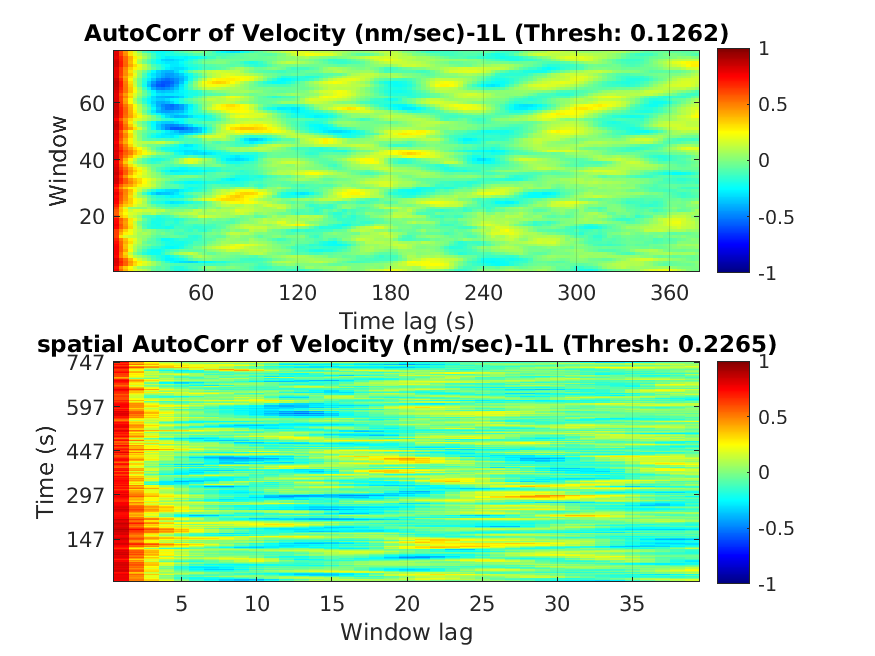 AutoCorr of Velocity (nm/sec)-1L (Thresh: 0.1262)
1
0.5
0
-0.5
-1
60
40
20
Window
60 120 180 240 300 360
Time lag (s)
spatial AutoCorr of Velocity (nm/sec)-1L (Thresh: 0.2265)
1
0.5
0
-0.5
-1
747
597
447
297
147
Time (s)
5 10 15 20 25 30 35
Window lag